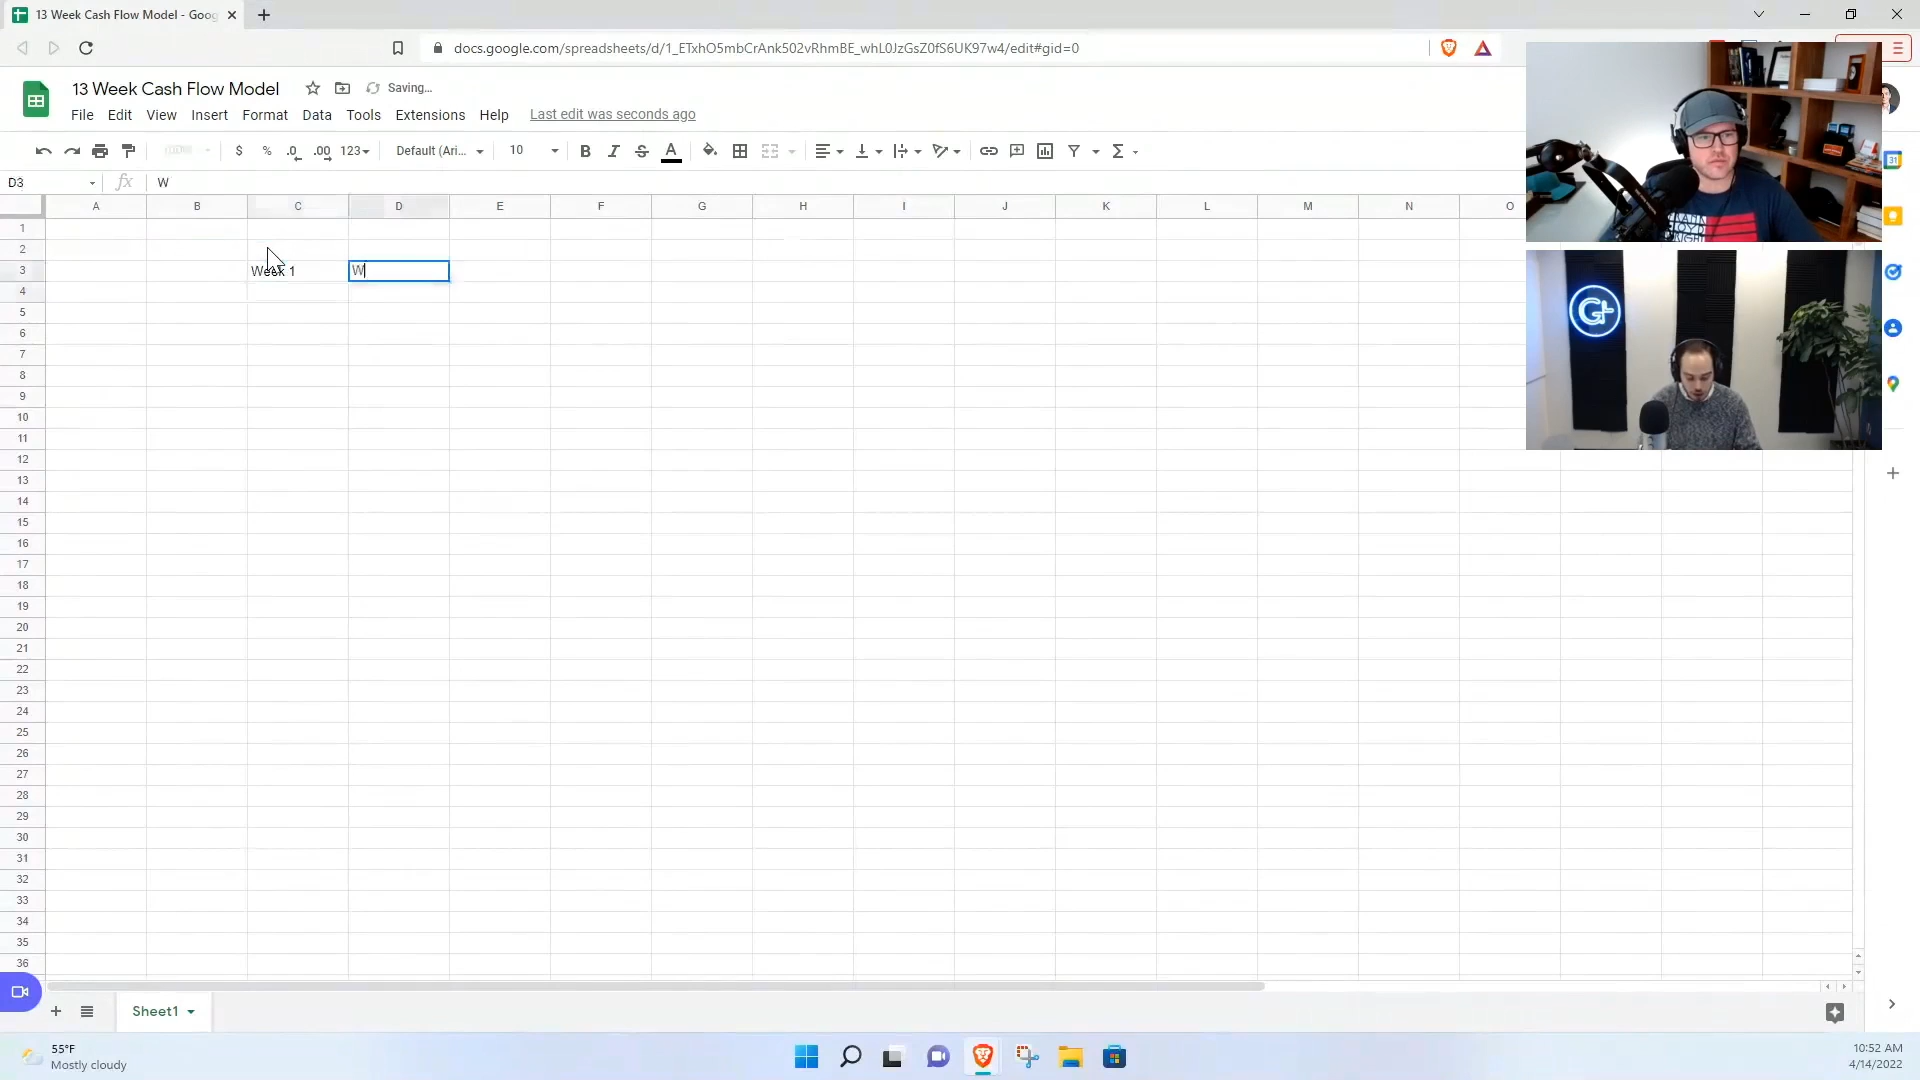 13 Week Cash Flow Model - Goog
docs.google.com/spreadsheets/d/1_ETxhO5mbCrAnk502vRhmBE_whL0JzGsZ0fS6UK97w4/edit#gid=0
13 Week Cash Flow Model Saving...
File Edit View Insert Format Data Tools Extensions Help Last edit was seconds ago
100% $ % .0 .00 123 Default (Ari... 10 B I S A Σ
D3 fx W
A B C D E F G H I J K L M N O
1
2
3 Week 1 W
4
5
6
7
8
9
10
11
12
13
14
15
16
17
18
19
20
21
22
23
24
25
26
27
28
29
30
31
32
33
34
35
36
31
G+
Sheet1
55°F
Mostly cloudy
10:52 AM
4/14/2022